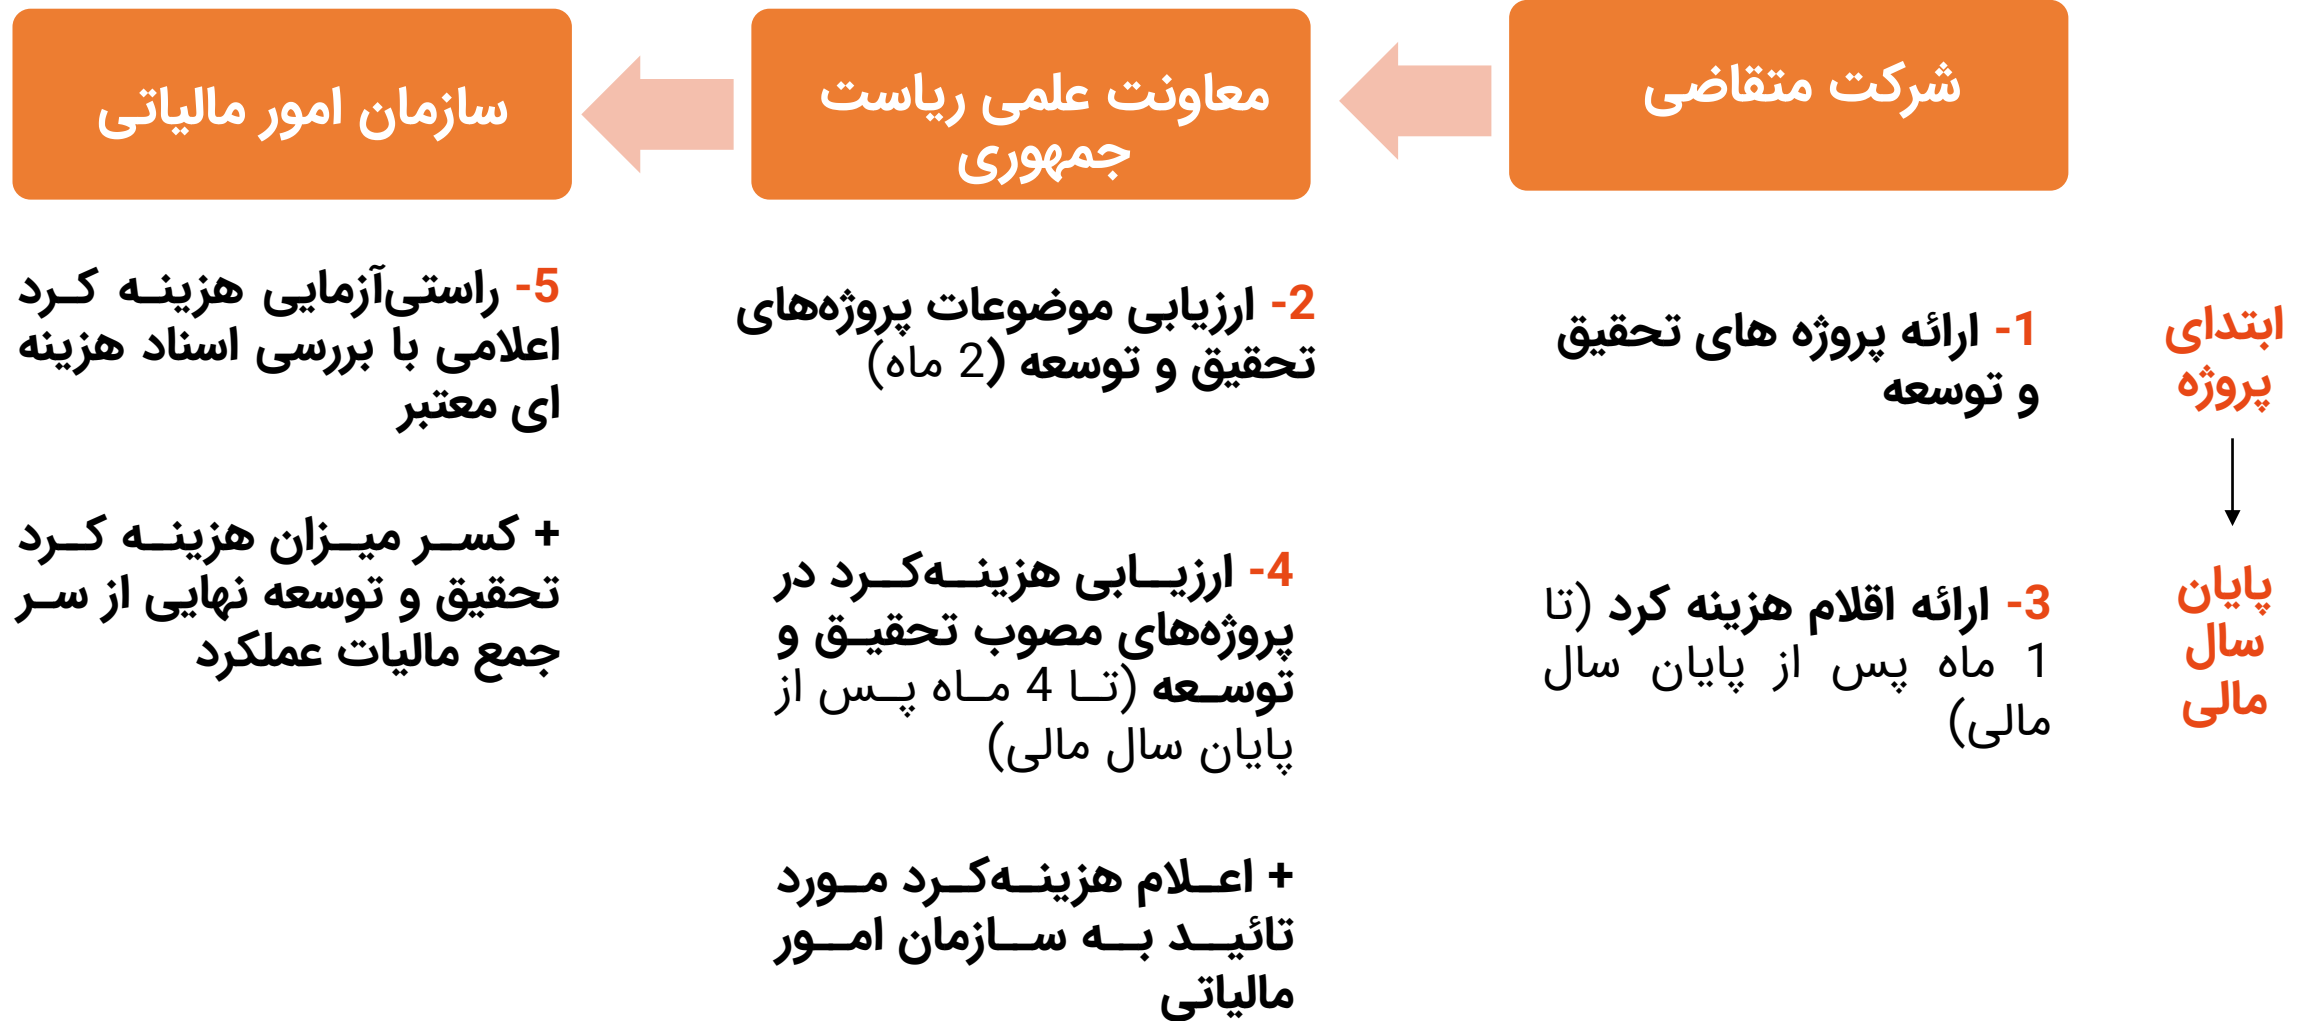 شرکت متقاضی
معاونت علمی ریاست
جمهوری
سازمان امور مالیاتی
ابتدای
پروژه
1- ارائه پروژه های تحقیق
و توسعه
2- ارزیابی موضوعات پروژه‌های
تحقیق و توسعه (2 ماه)
5- راستی‌آزمایی هزینه کرد
اعلامی با بررسی اسناد هزینه
ای معتبر
+ کسر میزان هزینه کرد
تحقیق و توسعه نهایی از سر
جمع مالیات عملکرد
پایان
سال
مالی
3- ارائه اقلام هزینه کرد (تا
1 ماه پس از پایان سال
مالی)
4- ارزیابی هزینه‌کرد در
پروژه‌های مصوب تحقیق و
توسعه (تا 4 ماه پس از
پایان سال مالی)
+ اعلام هزینه‌کرد مورد
تائید به سازمان امور
مالیاتی